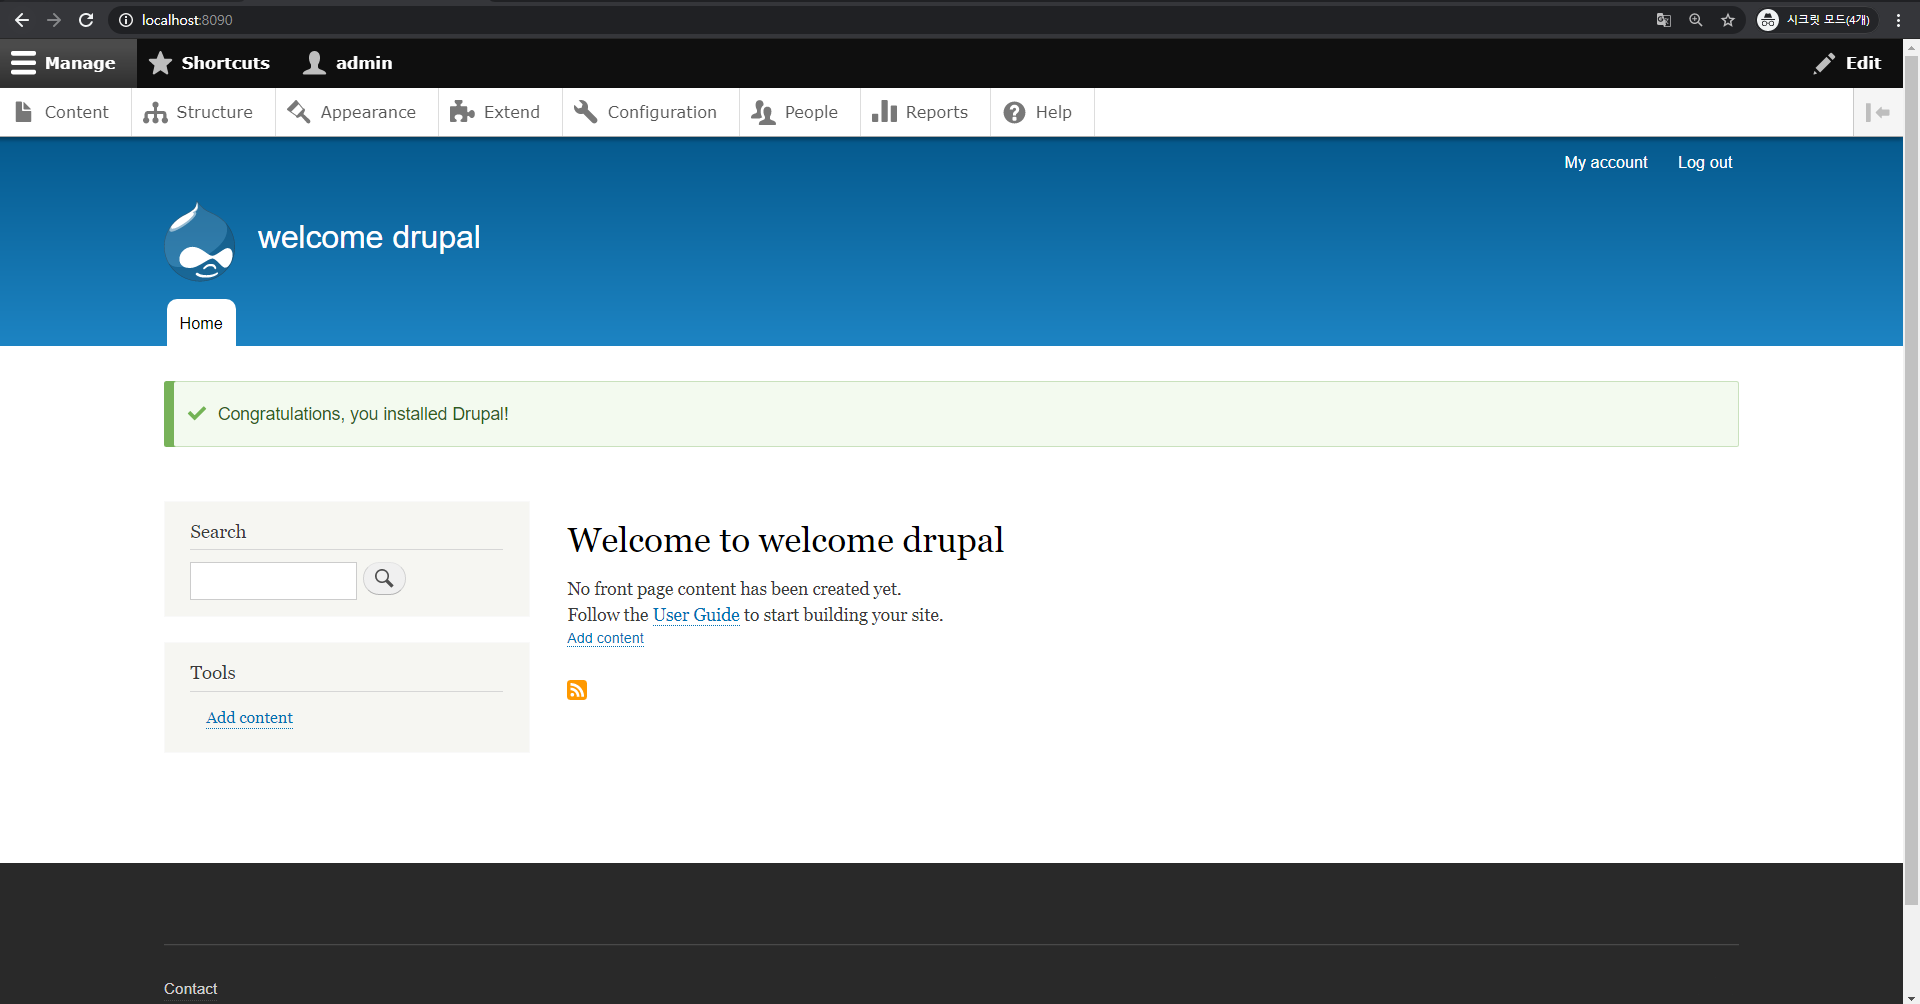 localhost:8090
시크릿 모드(4개)
Manage Shortcuts admin Edit
Content Structure Appearance Extend Configuration People Reports Help
My account Log out
welcome drupal
Home
Congratulations, you installed Drupal!
Search
Welcome to welcome drupal
No front page content has been created yet.
Follow the User Guide to start building your site.
Add content
Tools
Add content
Contact